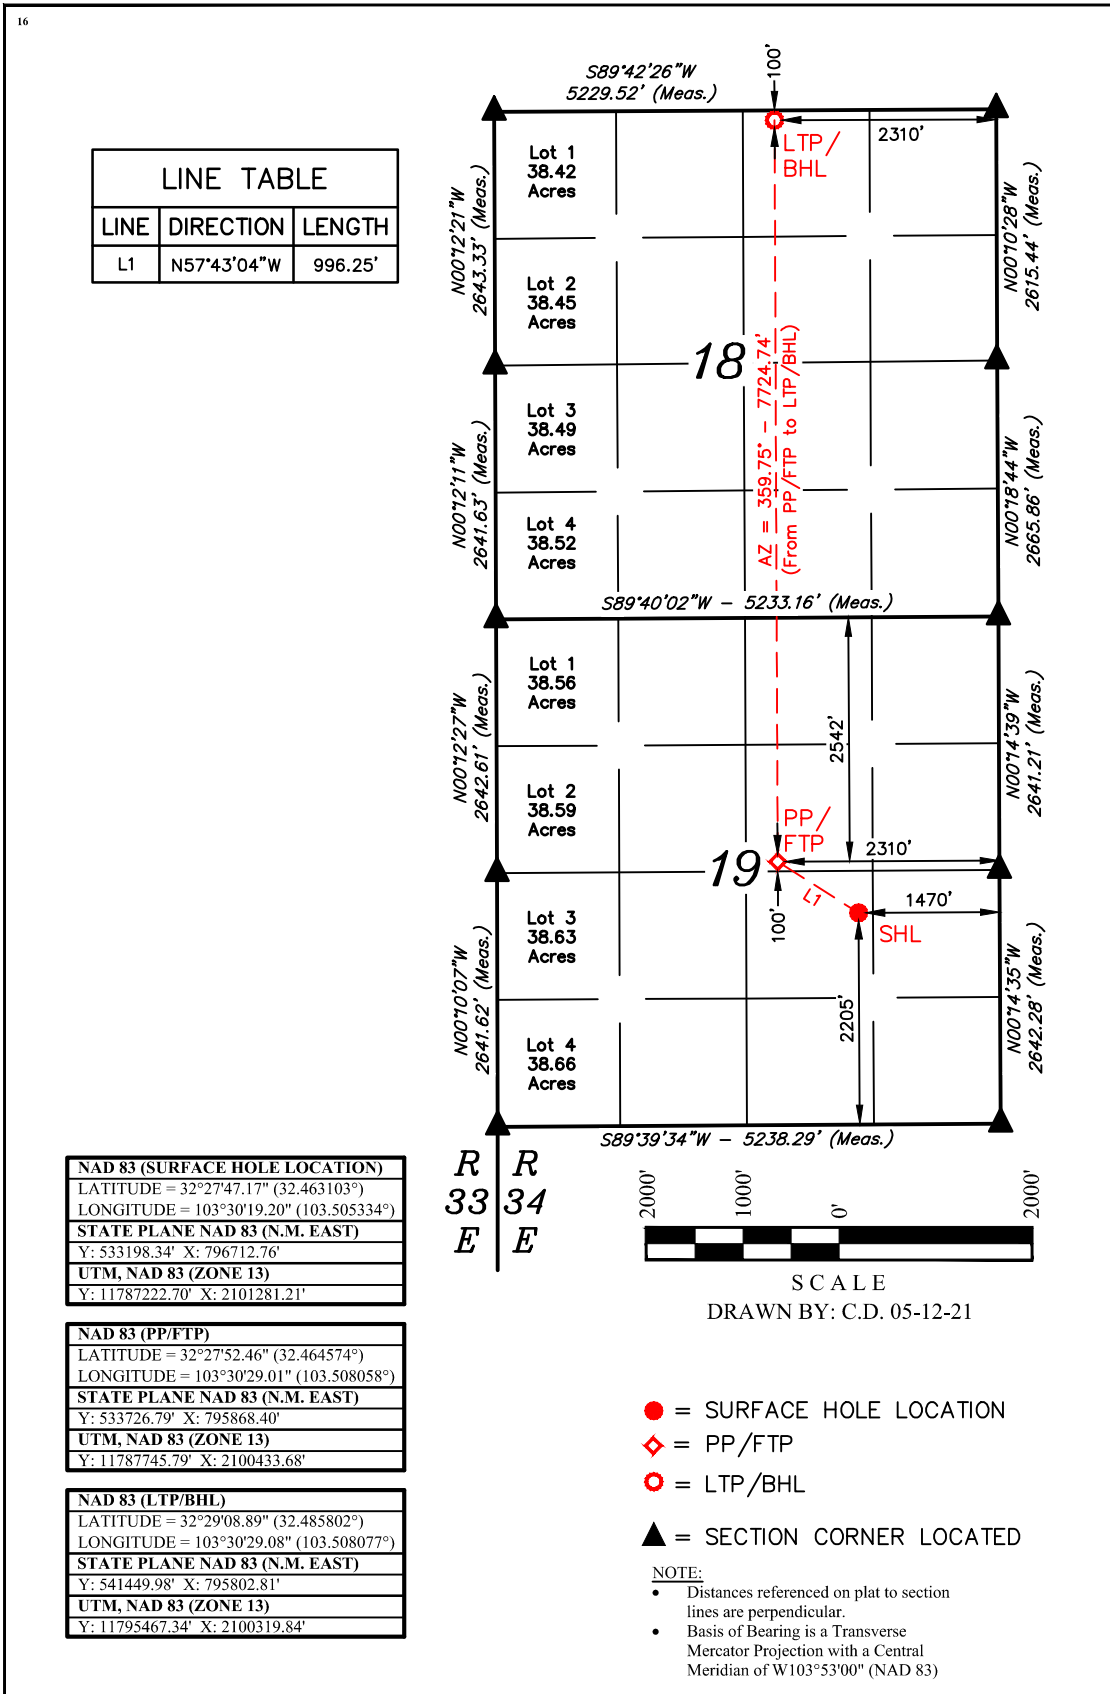 16
S89°42'26"W
5229.52' (Meas.)
100'
2310'
LTP/
BHL
LINE TABLE
LINE DIRECTION LENGTH
L1 N57°43'04"W 996.25'
N00°12'21"W
2643.33' (Meas.)
N00°10'28"W
2615.44' (Meas.)
Lot 1
38.42
Acres
Lot 2
38.45
Acres
18
AZ = 359.75° - 7724.74'
(From PP/FTP to LTP/BHL)
Lot 3
38.49
Acres
N00°12'11"W
2641.63' (Meas.)
N00°18'44"W
2665.86' (Meas.)
Lot 4
38.52
Acres
S89°40'02"W - 5233.16' (Meas.)
Lot 1
38.56
Acres
N00°12'27"W
2642.61' (Meas.)
2542'
N00°14'39"W
2641.21' (Meas.)
Lot 2
38.59
Acres
PP/
FTP
2310'
19
L1
100'
1470'
SHL
Lot 3
38.63
Acres
N00°10'07"W
2641.62' (Meas.)
2205'
N00°14'35"W
2642.28' (Meas.)
Lot 4
38.66
Acres
S89°39'34"W - 5238.29' (Meas.)
R R
33 34
E E
2000' 1000' 0' 2000'
SCALE
DRAWN BY: C.D. 05-12-21
NAD 83 (SURFACE HOLE LOCATION)
LATITUDE = 32°27'47.17" (32.463103°)
LONGITUDE = 103°30'19.20" (103.505334°)
STATE PLANE NAD 83 (N.M. EAST)
Y: 533198.34' X: 796712.76'
UTM, NAD 83 (ZONE 13)
Y: 11787222.70' X: 2101281.21'
NAD 83 (PP/FTP)
LATITUDE = 32°27'52.46" (32.464574°)
LONGITUDE = 103°30'29.01" (103.508058°)
STATE PLANE NAD 83 (N.M. EAST)
Y: 533726.79' X: 795868.40'
UTM, NAD 83 (ZONE 13)
Y: 11787745.79' X: 2100433.68'
NAD 83 (LTP/BHL)
LATITUDE = 32°29'08.89" (32.485802°)
LONGITUDE = 103°30'29.08" (103.508077°)
STATE PLANE NAD 83 (N.M. EAST)
Y: 541449.98' X: 795802.81'
UTM, NAD 83 (ZONE 13)
Y: 11795467.34' X: 2100319.84'
= SURFACE HOLE LOCATION
= PP/FTP
= LTP/BHL
= SECTION CORNER LOCATED
NOTE:
• Distances referenced on plat to section
lines are perpendicular.
• Basis of Bearing is a Transverse
Mercator Projection with a Central
Meridian of W103°53'00" (NAD 83)